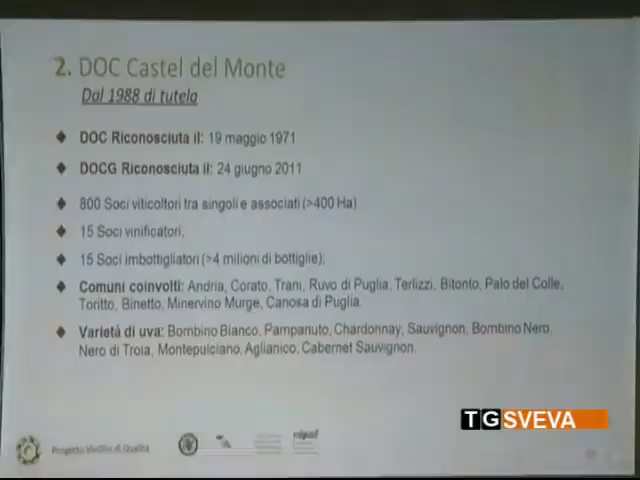 2. DOC Castel del Monte
Dal 1988 di tutela
◆ DOC Riconosciuta il: 19 maggio 1971
◆ DOCG Riconosciuta il: 24 giugno 2011
◆ 800 Soci viticoltori tra singoli e associati (>400 Ha)
◆ 15 Soci vinificatori;
◆ 15 Soci imbottigliatori (>4 milioni di bottiglie);
◆ Comuni coinvolti: Andria, Corato, Trani, Ruvo di Puglia, Terlizzi, Bitonto, Palo del Colle,
Toritto, Binetto, Minervino Murge, Canosa di Puglia.
◆ Varietà di uva: Bombino Bianco, Pampanuto, Chardonnay, Sauvignon, Bombino Nero,
Nero di Troia, Montepulciano, Aglianico, Cabernet Sauvignon.
TGSVEVA
Progetto di Qualità